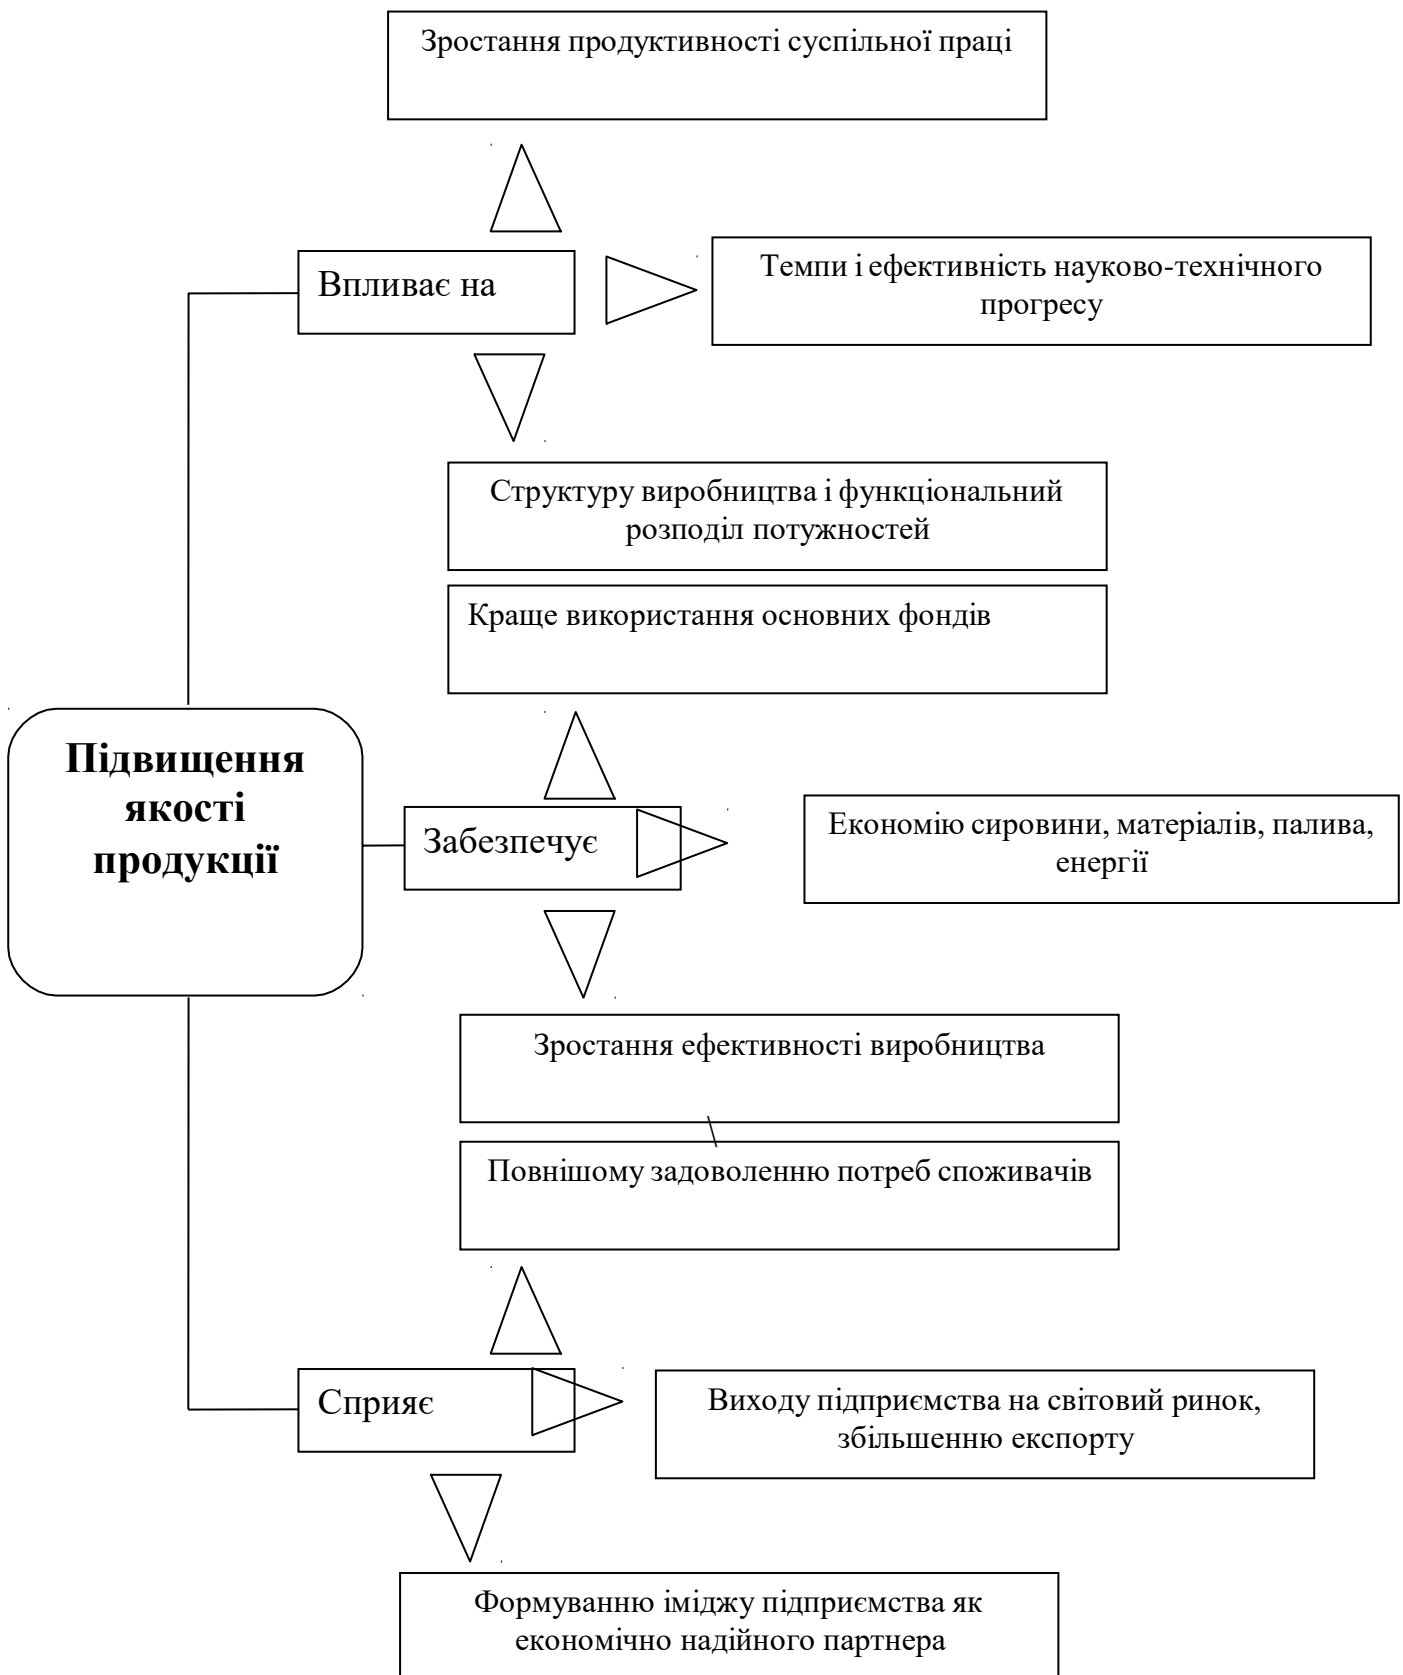 Зростання продуктивності суспільної праці
Впливає на
Темпи і ефективність науково-технічного
прогресу
Структуру виробництва і функціональний
розподіл потужностей
Краще використання основних фондів
Підвищення
якості
продукції
Забезпечує
Економію сировини, матеріалів, палива,
енергії
Зростання ефективності виробництва
Повнішому задоволенню потреб споживачів
Сприяє
Виходу підприємства на світовий ринок,
збільшенню експорту
Формуванню іміджу підприємства як
економічно надійного партнера